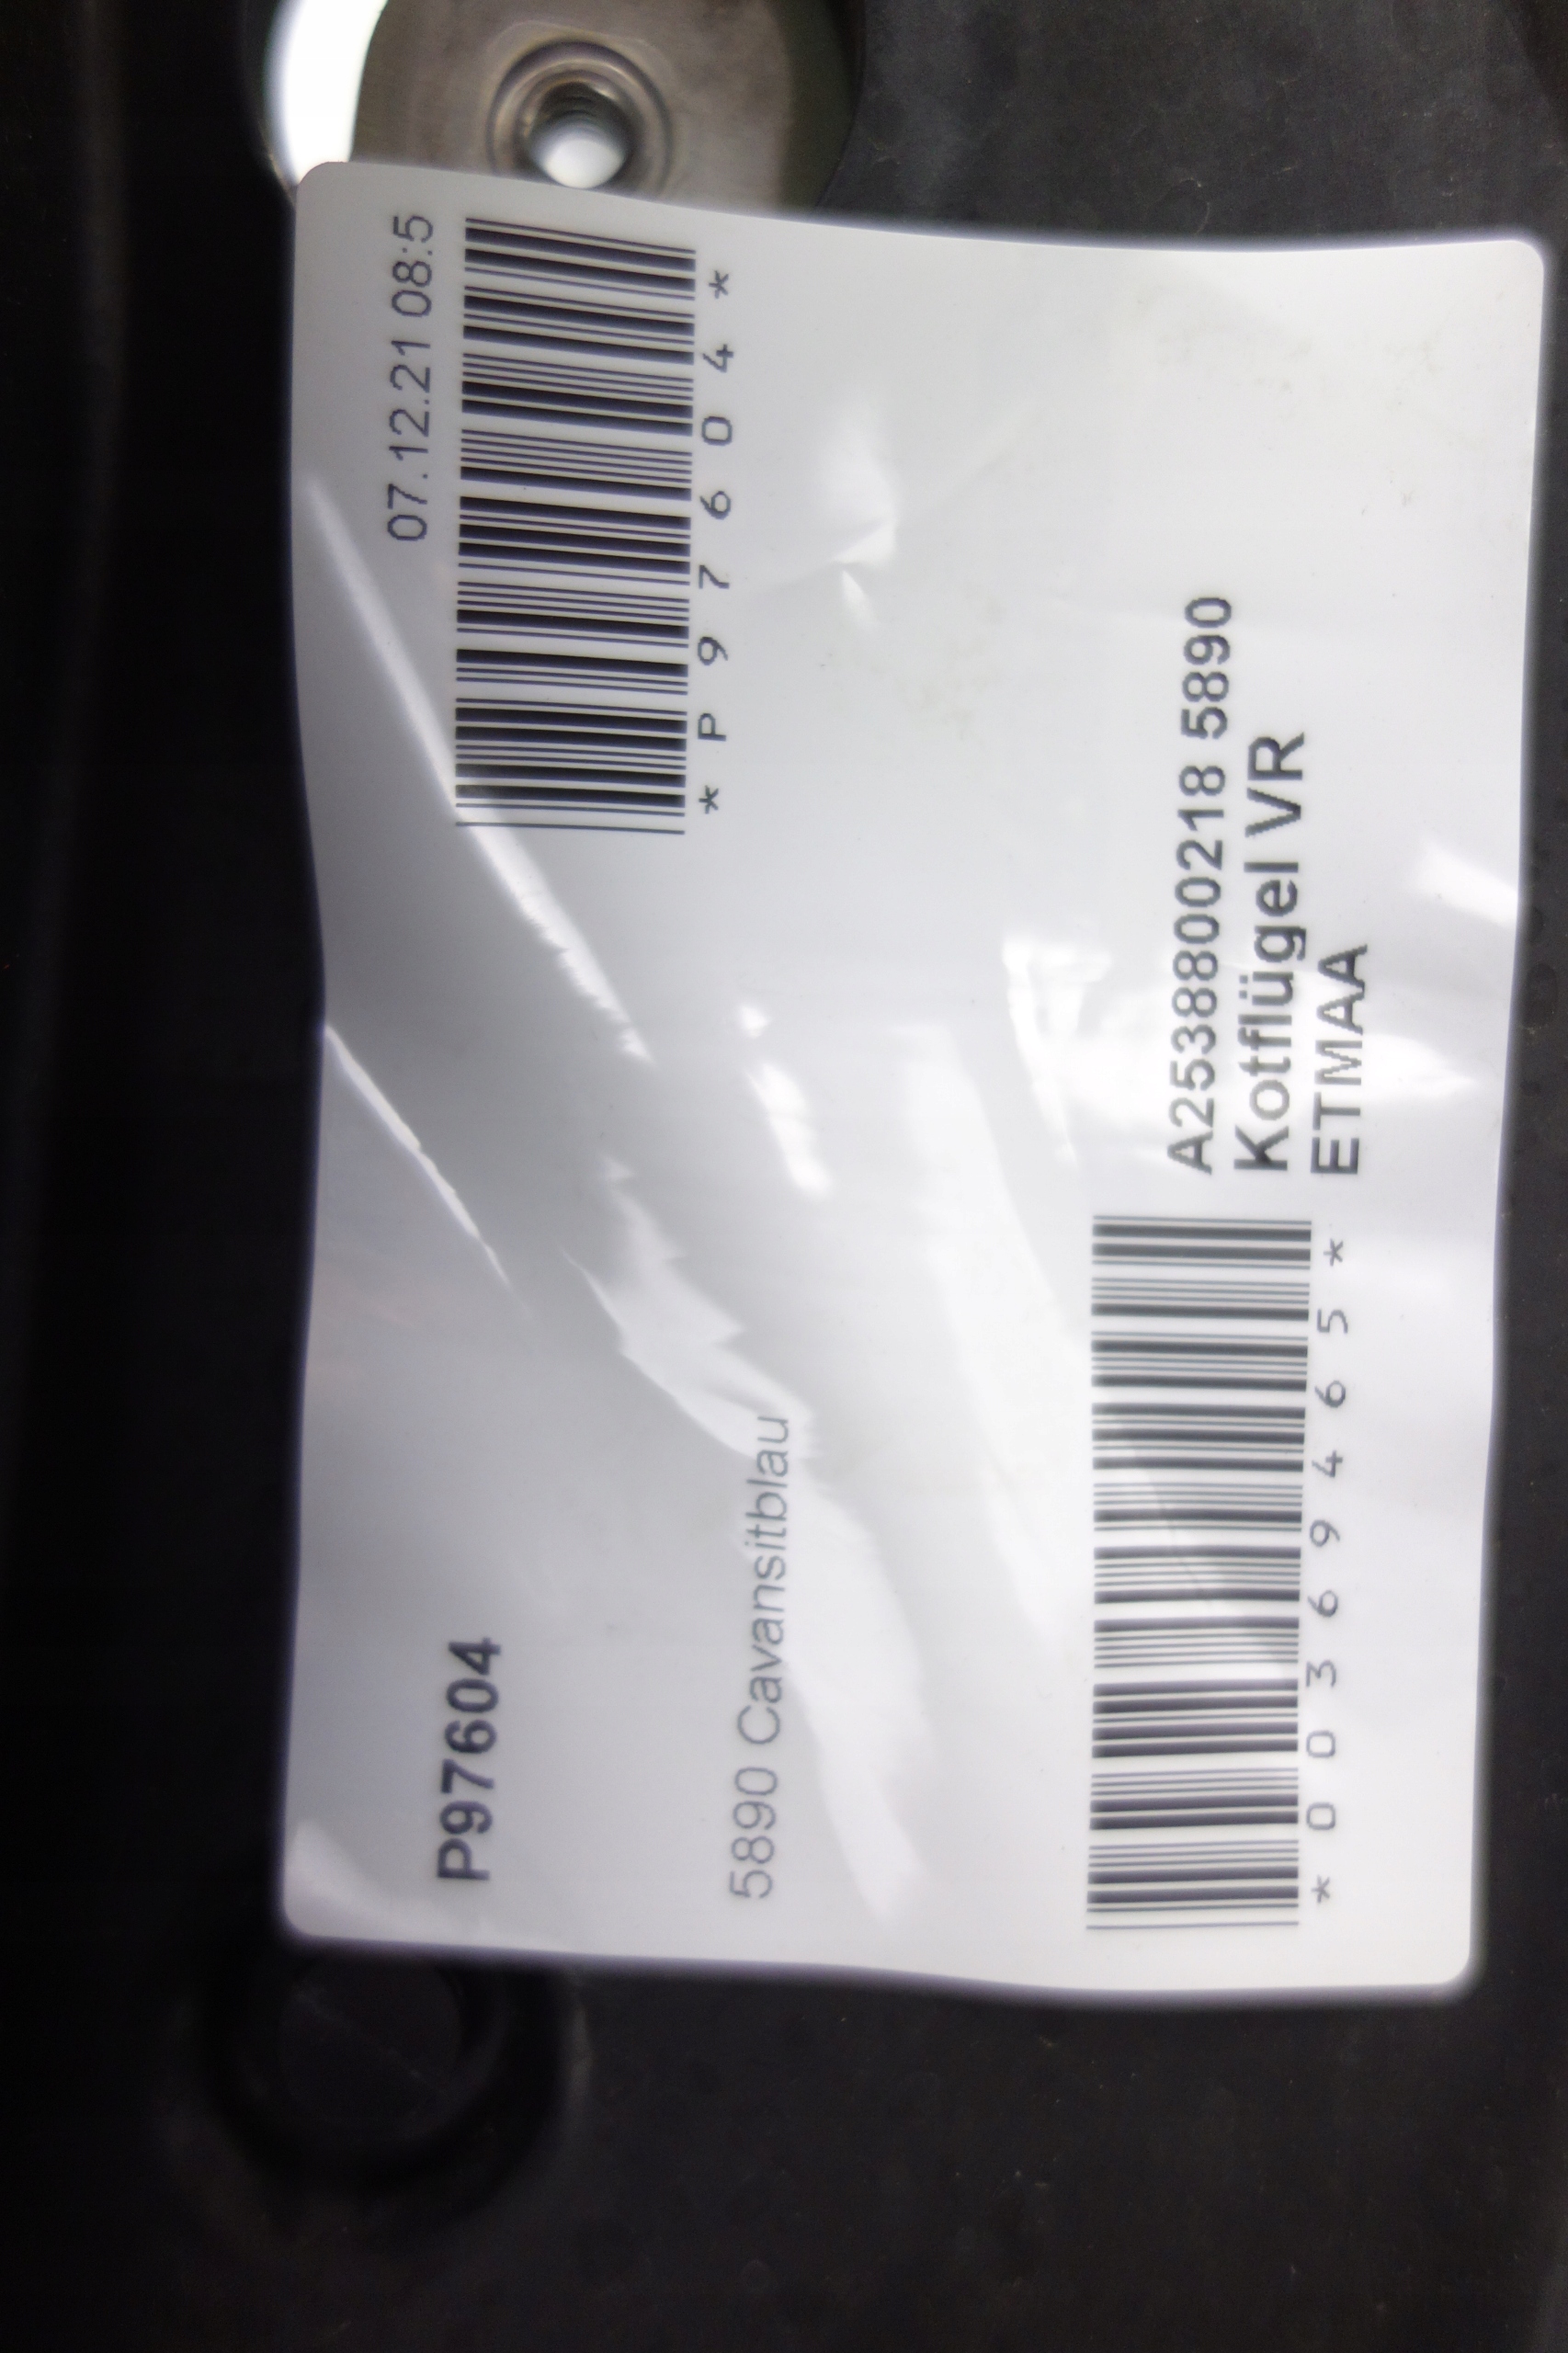 07.12.21 08:5
P97604
*P97604*
5890 Cavansitblau
A2538800218 5890
Kotflügel VR
ETMAA
*00369465*